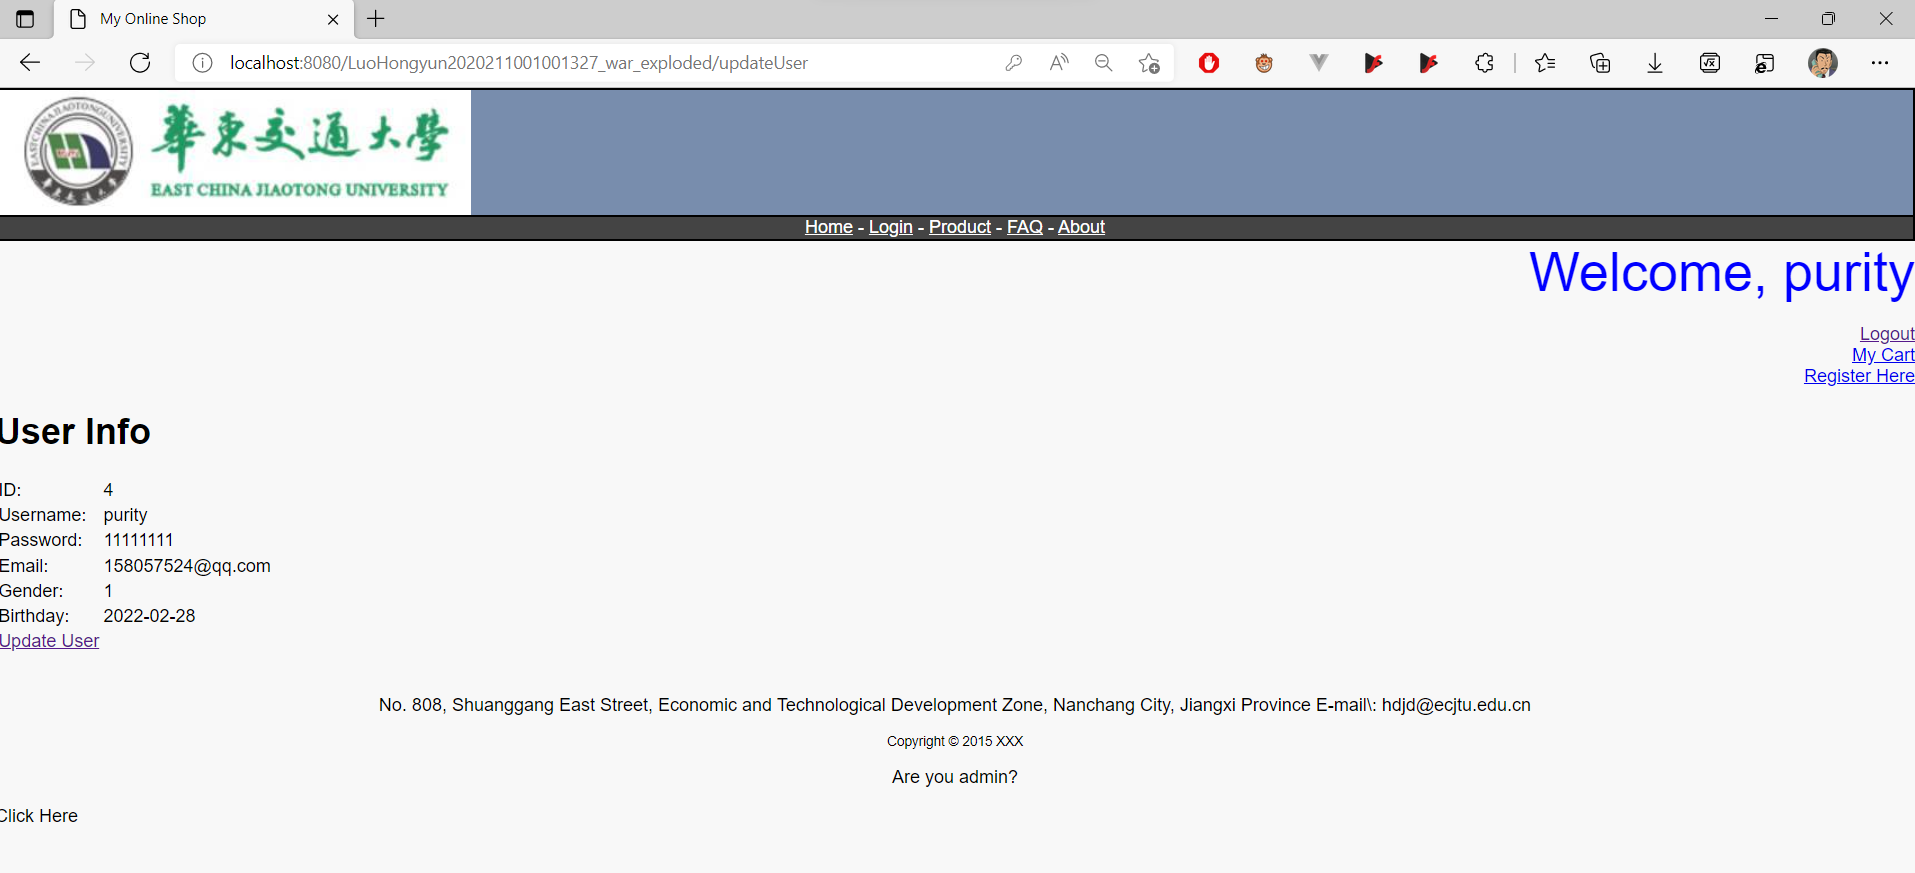 My Online Shop
localhost:8080/LuoHongyun2020211001001327_war_exploded/updateUser
華東交通大學
EAST CHINA JIAOTONG UNIVERSITY
Home - Login - Product - FAQ - About
Welcome, purity
Logout
My Cart
Register Here
User Info
ID: 4
Username: purity
Password: 11111111
Email: 158057524@qq.com
Gender: 1
Birthday: 2022-02-28
Update User
No. 808, Shuanggang East Street, Economic and Technological Development Zone, Nanchang City, Jiangxi Province E-mail\: hdjd@ecjtu.edu.cn
Copyright © 2015 XXX
Are you admin?
Click Here